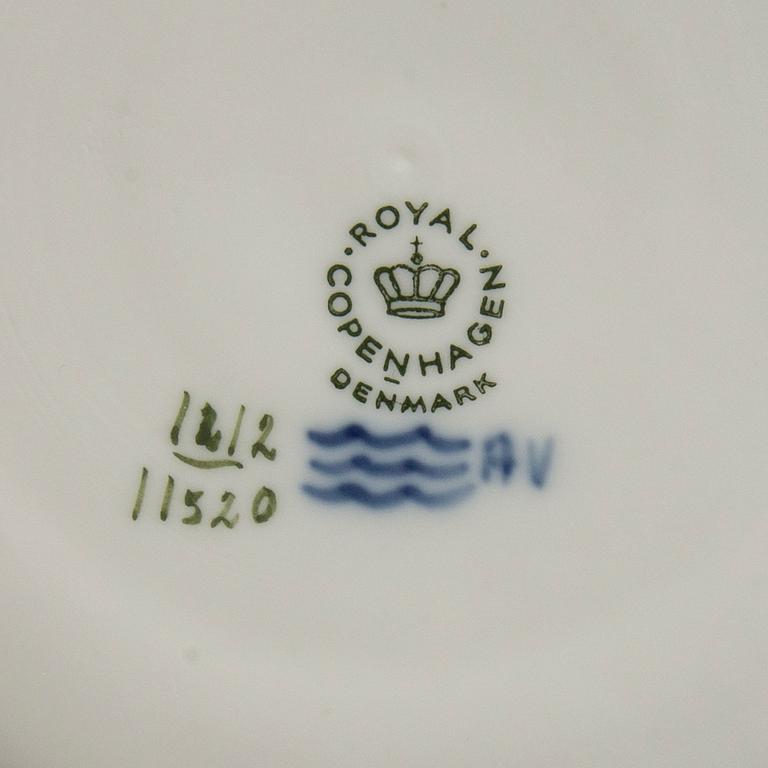 · ROYAL ·
COPENHAGEN
DENMARK
11520
AV